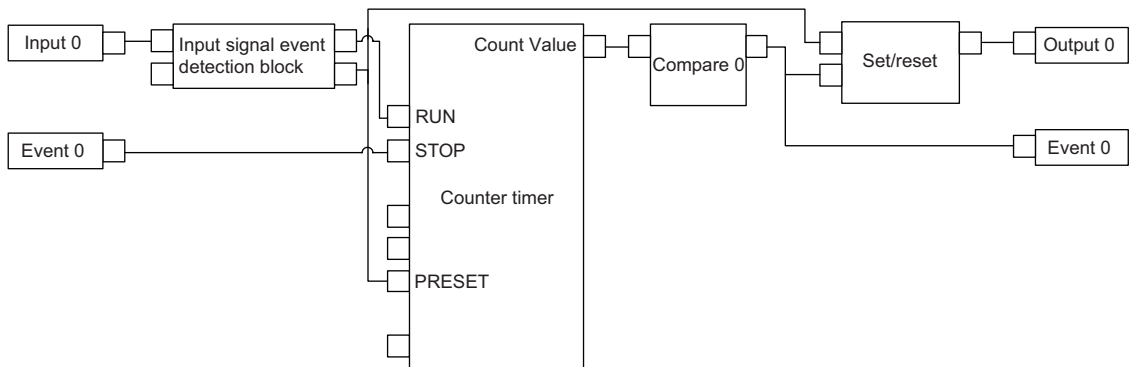 Input 0
Input signal event
detection block
Count Value
Compare 0
Set/reset
Output 0
RUN
Event 0
STOP
Event 0
Counter timer
PRESET